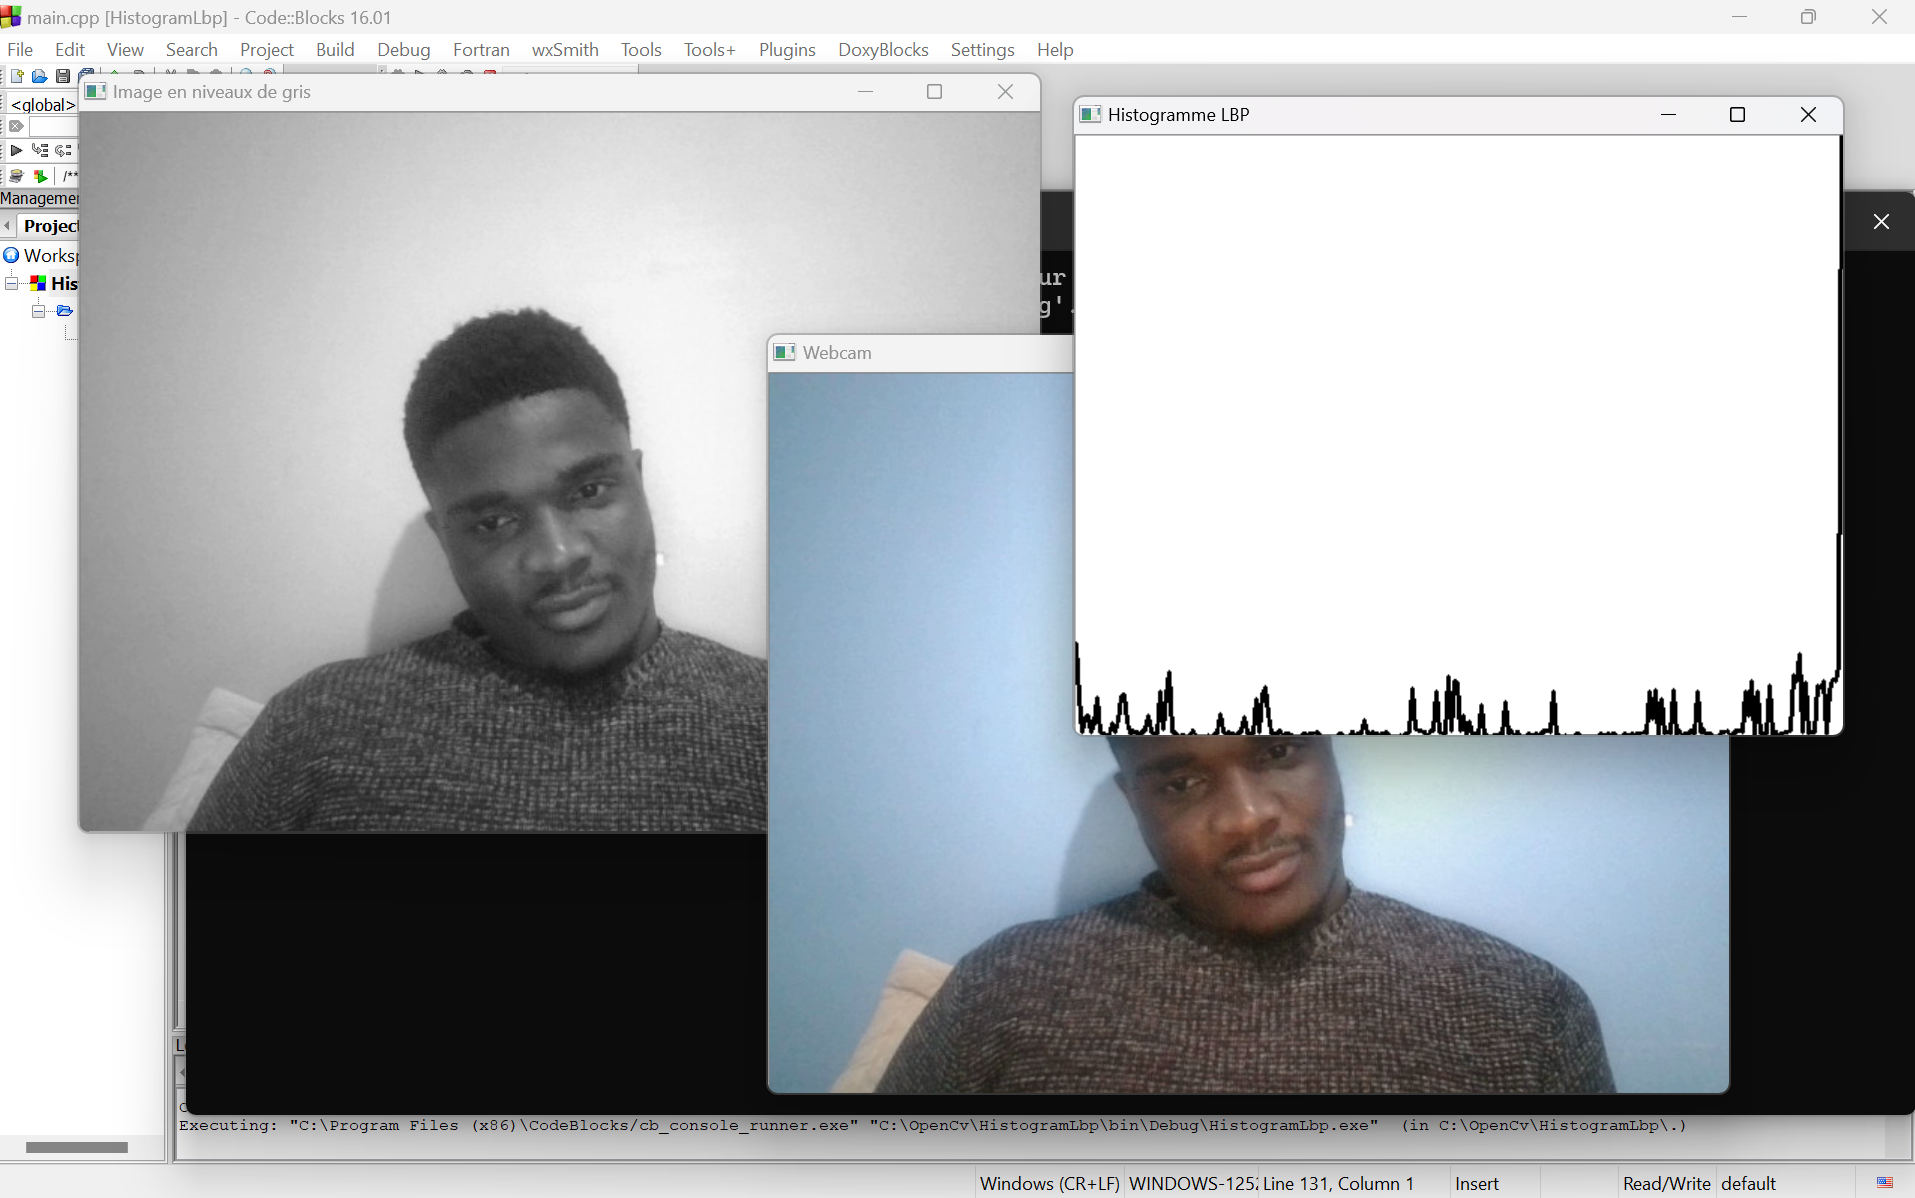 main.cpp [HistogramLbp] - Code::Blocks 16.01
File Edit View Search Project Build Debug Fortran wxSmith Tools Tools+ Plugins DoxyBlocks Settings Help
Image en niveaux de gris
<global>
Histogramme LBP
/**
Managemen
Project
Worksp
His
ur
g'.
Webcam
Executing: "C:\Program Files (x86)\CodeBlocks/cb_console_runner.exe" "C:\OpenCv\HistogramLbp\bin\Debug\HistogramLbp.exe" (in C:\OpenCv\HistogramLbp\.)
Windows (CR+LF) WINDOWS-1252 Line 131, Column 1 Insert Read/Write default